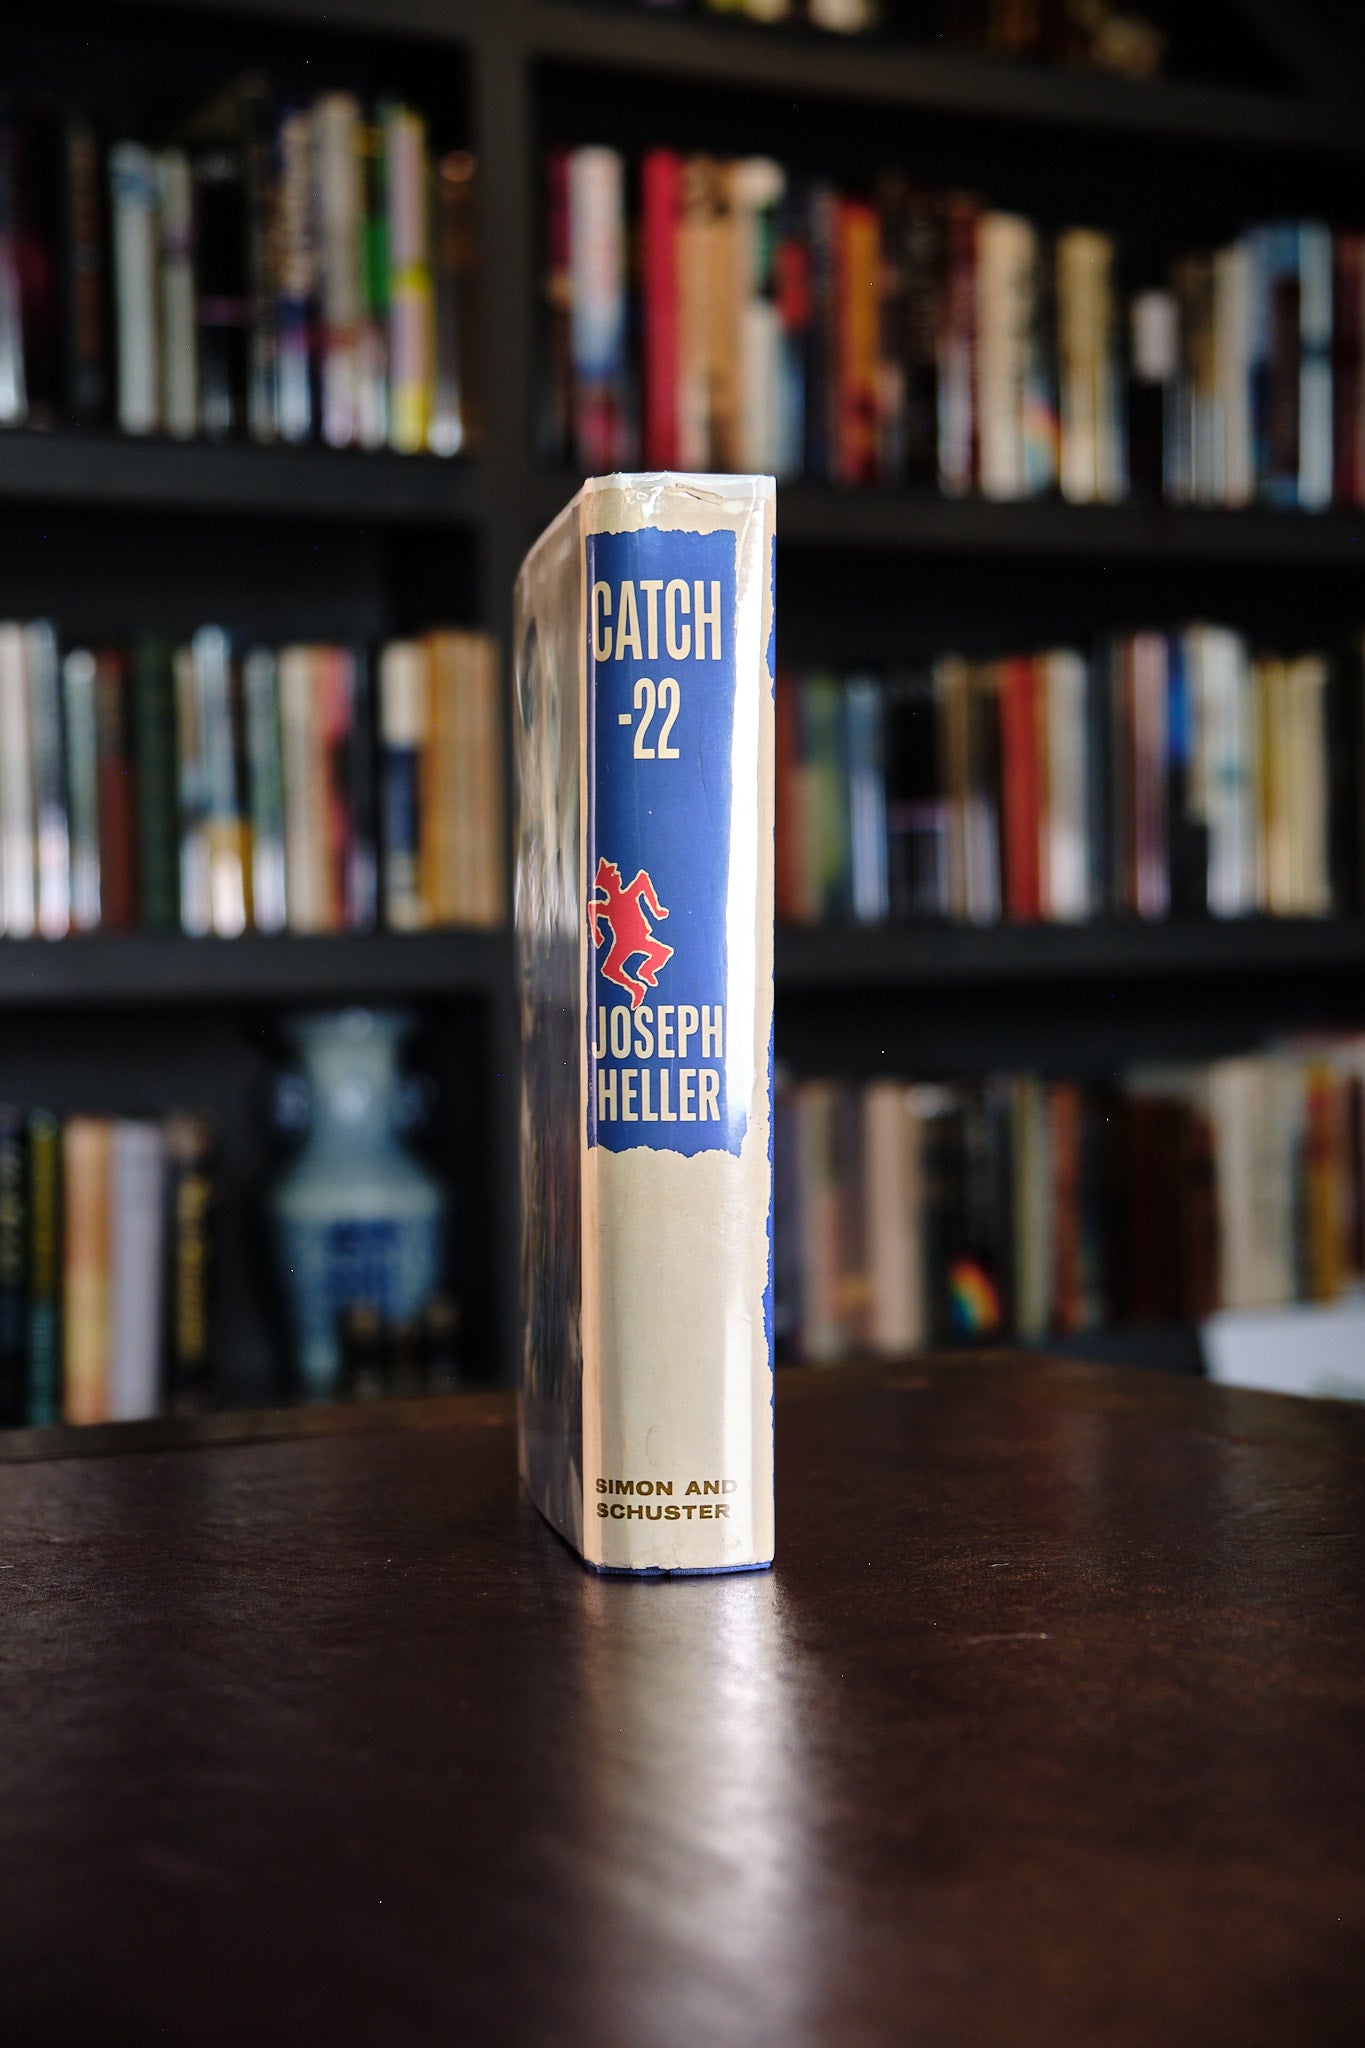 CATCH
-22
JOSEPH
HELLER
SIMON AND
SCHUSTER